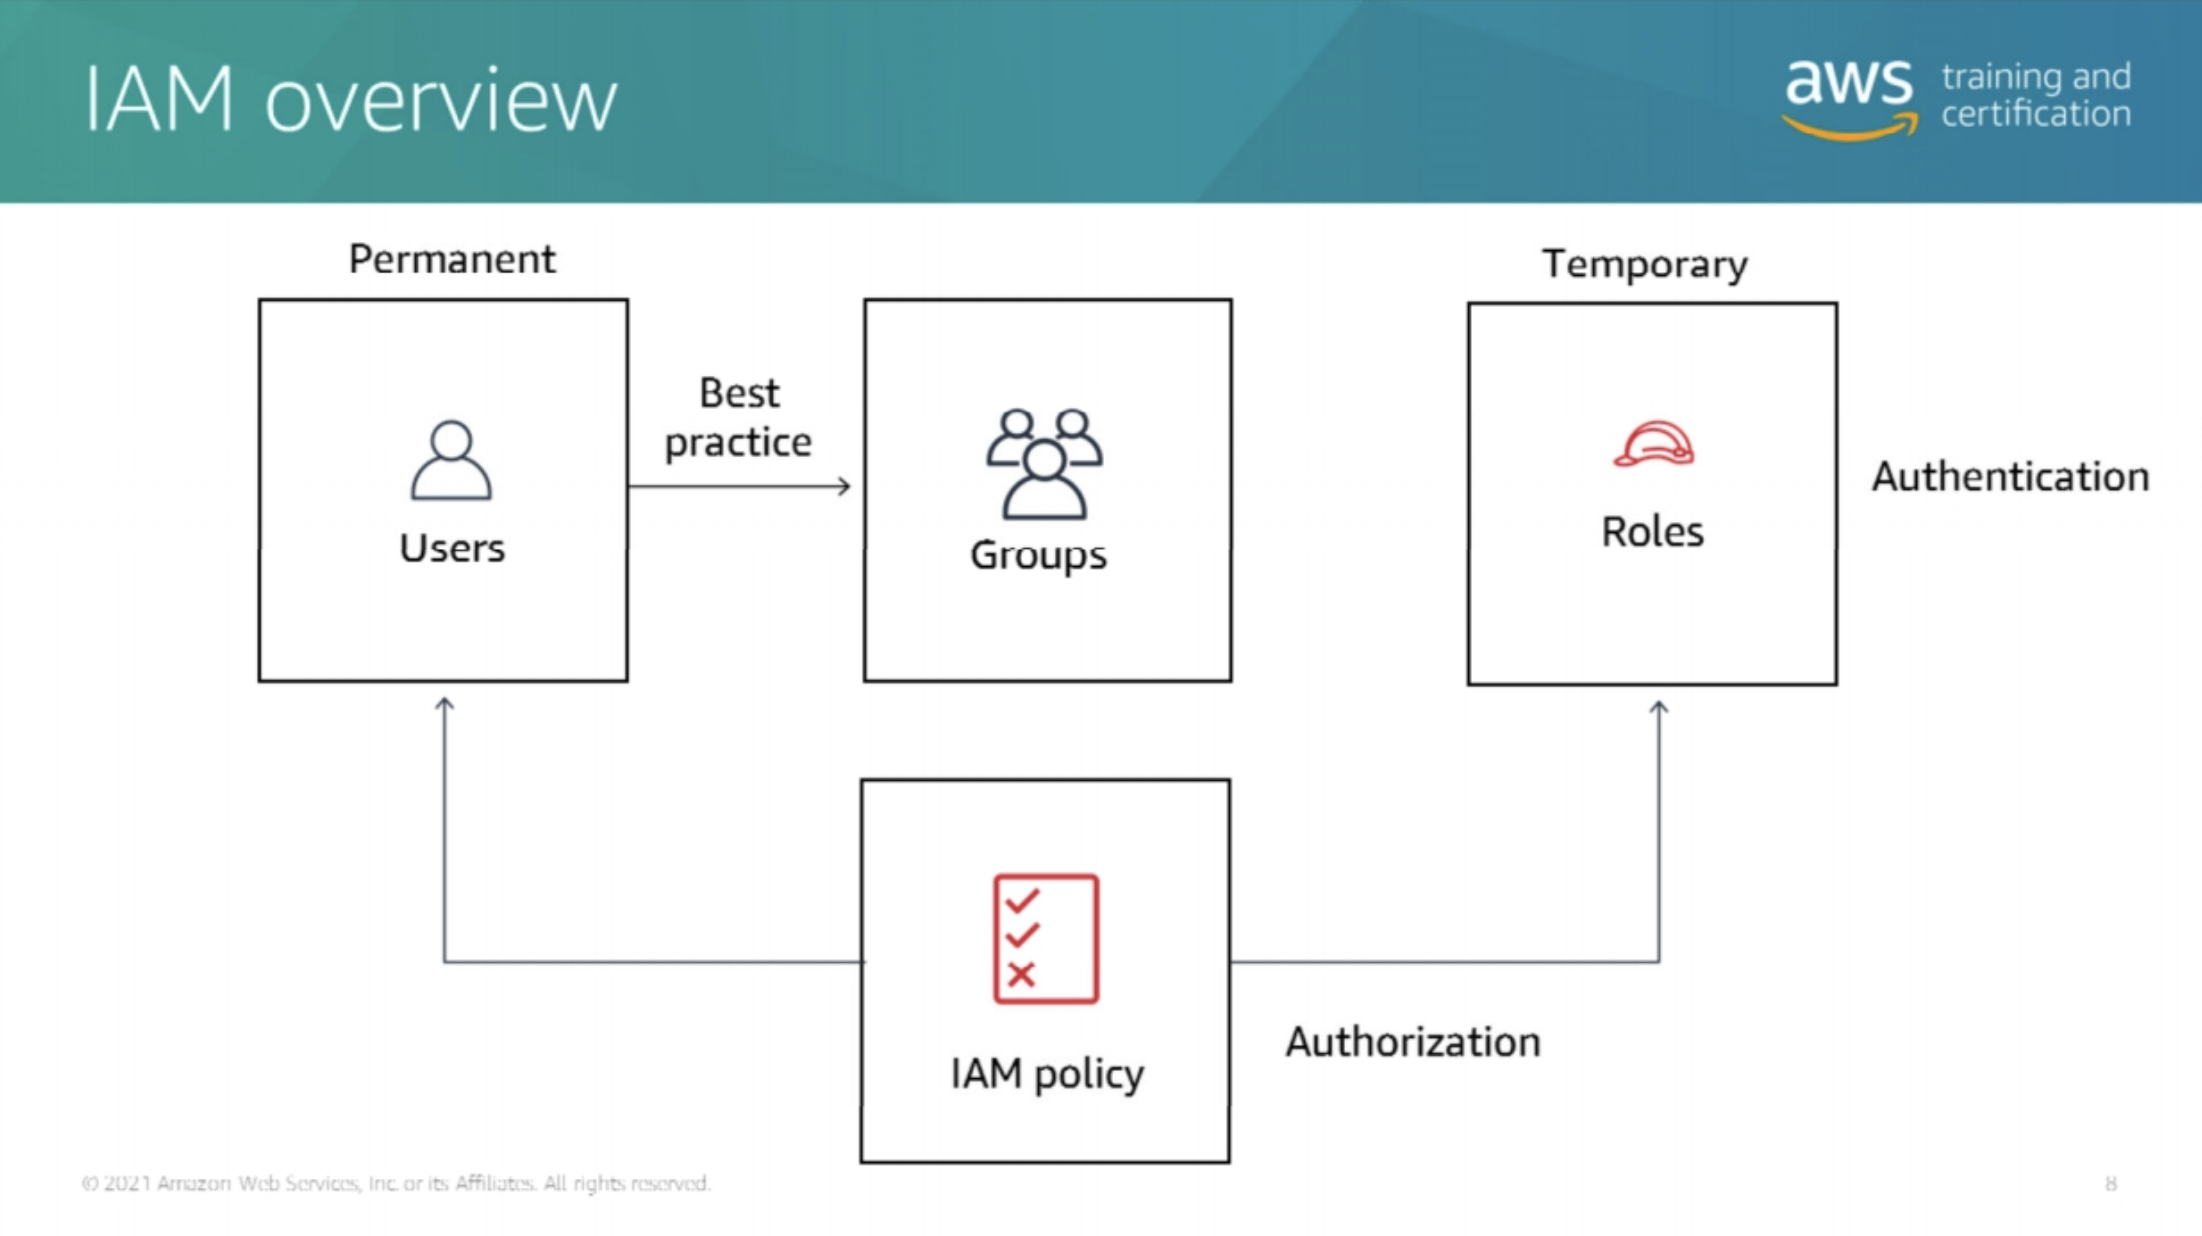 IAM overview
aws training and
certification
Permanent
Temporary
Best
practice
Users
Groups
Roles
Authentication
IAM policy
Authorization
© 2021 Amazon Web Services, Inc. or its Affiliates. All rights reserved.
8